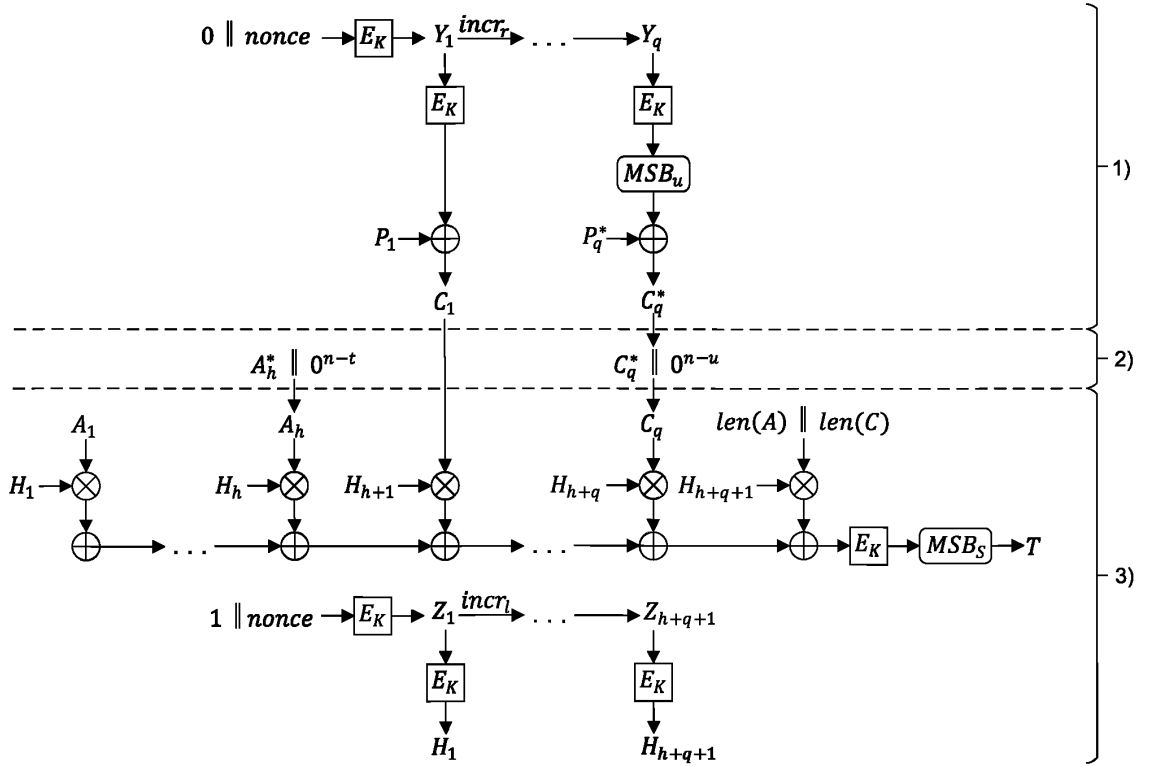 0 ‖ nonce E_K Y_1 incr_r ... Y_q
E_K E_K
MSB_u
1)
P_1 P_q^*
C_1 C_q^*
A_h^* ‖ 0^{n-t} C_q^* ‖ 0^{n-u} 2)
A_1 A_h C_q len(A) ‖ len(C)
H_1 H_h H_{h+1} H_{h+q} H_{h+q+1}
... ... E_K MSB_S T
3)
1 ‖ nonce E_K Z_1 incr_l ... Z_{h+q+1}
E_K E_K
H_1 H_{h+q+1}